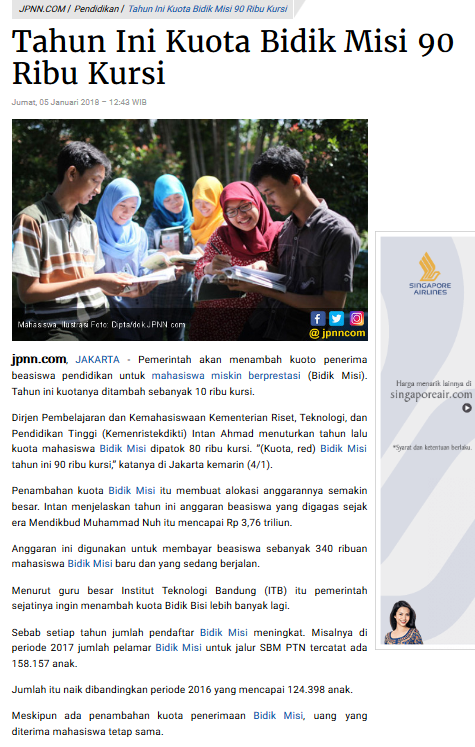 JPNN.COM / Pendidikan / Tahun Ini Kuota Bidik Misi 90 Ribu Kursi
Tahun Ini Kuota Bidik Misi 90
Ribu Kursi
Jumat, 05 Januari 2018 – 12:43 WIB
Mahasiswa, Ilustrasi Foto: Dipta/dok.JPNN.com
@ jpnncom
jpnn.com
jpnn.com, JAKARTA - Pemerintah akan menambah kuoto penerima
beasiswa pendidikan untuk mahasiswa miskin berprestasi (Bidik Misi).
Tahun ini kuotanya ditambah sebanyak 10 ribu kursi.
Dirjen Pembelajaran dan Kemahasiswaan Kementerian Riset, Teknologi, dan
Pendidikan Tinggi (Kemenristekdikti) Intan Ahmad menuturkan tahun lalu
kuota mahasiswa Bidik Misi dipatok 80 ribu kursi. "(Kuota, red) Bidik Misi
tahun ini 90 ribu kursi," katanya di Jakarta kemarin (4/1).
Penambahan kuota Bidik Misi itu membuat alokasi anggarannya semakin
besar. Intan menjelaskan tahun ini anggaran beasiswa yang digagas sejak
era Mendikbud Muhammad Nuh itu mencapai Rp 3,76 triliun.
Anggaran ini digunakan untuk membayar beasiswa sebanyak 340 ribuan
mahasiswa Bidik Misi baru dan yang sedang berjalan.
Menurut guru besar Institut Teknologi Bandung (ITB) itu pemerintah
sejatinya ingin menambah kuota Bidik Bisi lebih banyak lagi.
Sebab setiap tahun jumlah pendaftar Bidik Misi meningkat. Misalnya di
periode 2017 jumlah pelamar Bidik Misi untuk jalur SBM PTN tercatat ada
158.157 anak.
Jumlah itu naik dibandingkan periode 2016 yang mencapai 124.398 anak.
Meskipun ada penambahan kuota penerimaan Bidik Misi, uang yang
diterima mahasiswa tetap sama.
SINGAPORE
AIRLINES
Harga menarik lainnya di
singaporeair.com
*Syarat dan ketentuan berlaku.